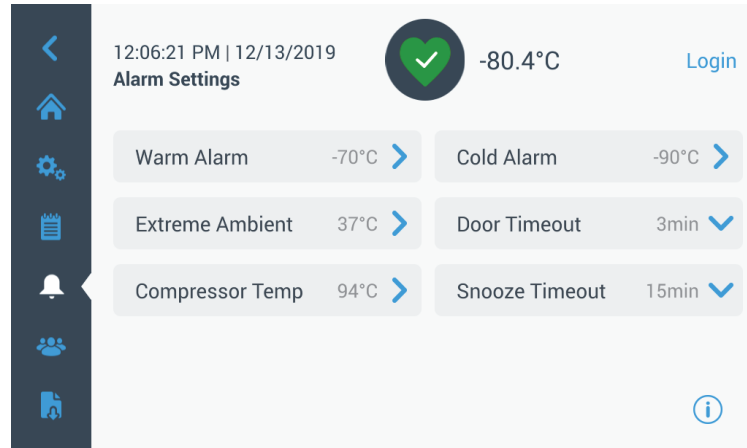 12:06:21 PM | 12/13/2019
Alarm Settings
-80.4°C
Login
Warm Alarm -70°C
Cold Alarm -90°C
Extreme Ambient 37°C
Door Timeout 3min
Compressor Temp 94°C
Snooze Timeout 15min
i